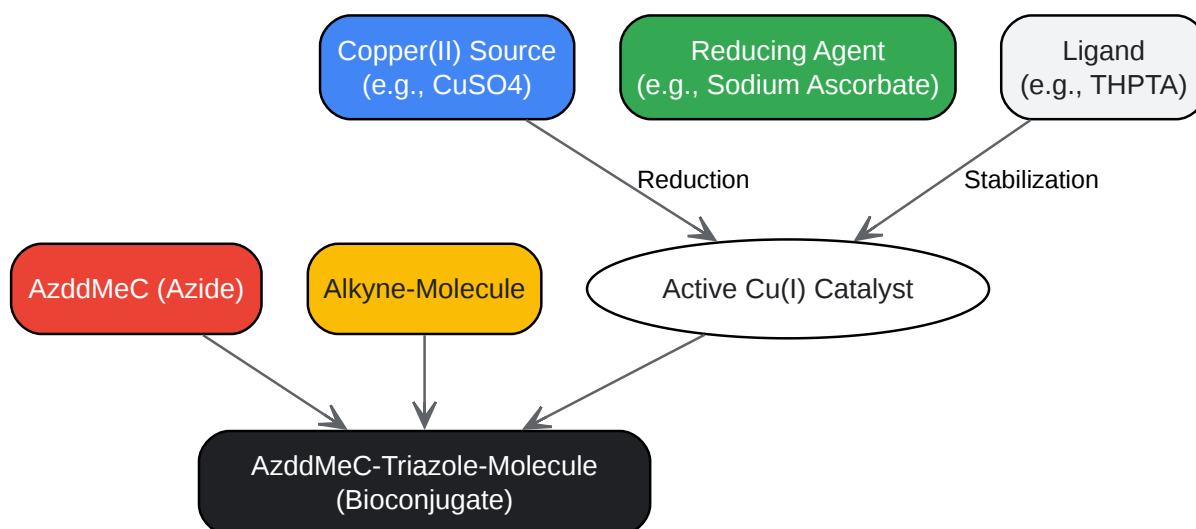 Copper(II) Source
(e.g., CuSO4)
Reducing Agent
(e.g., Sodium Ascorbate)
Ligand
(e.g., THPTA)
Reduction
Stabilization
AzddMeC (Azide)
Alkyne-Molecule
Active Cu(I) Catalyst
AzddMeC-Triazole-Molecule
(Bioconjugate)